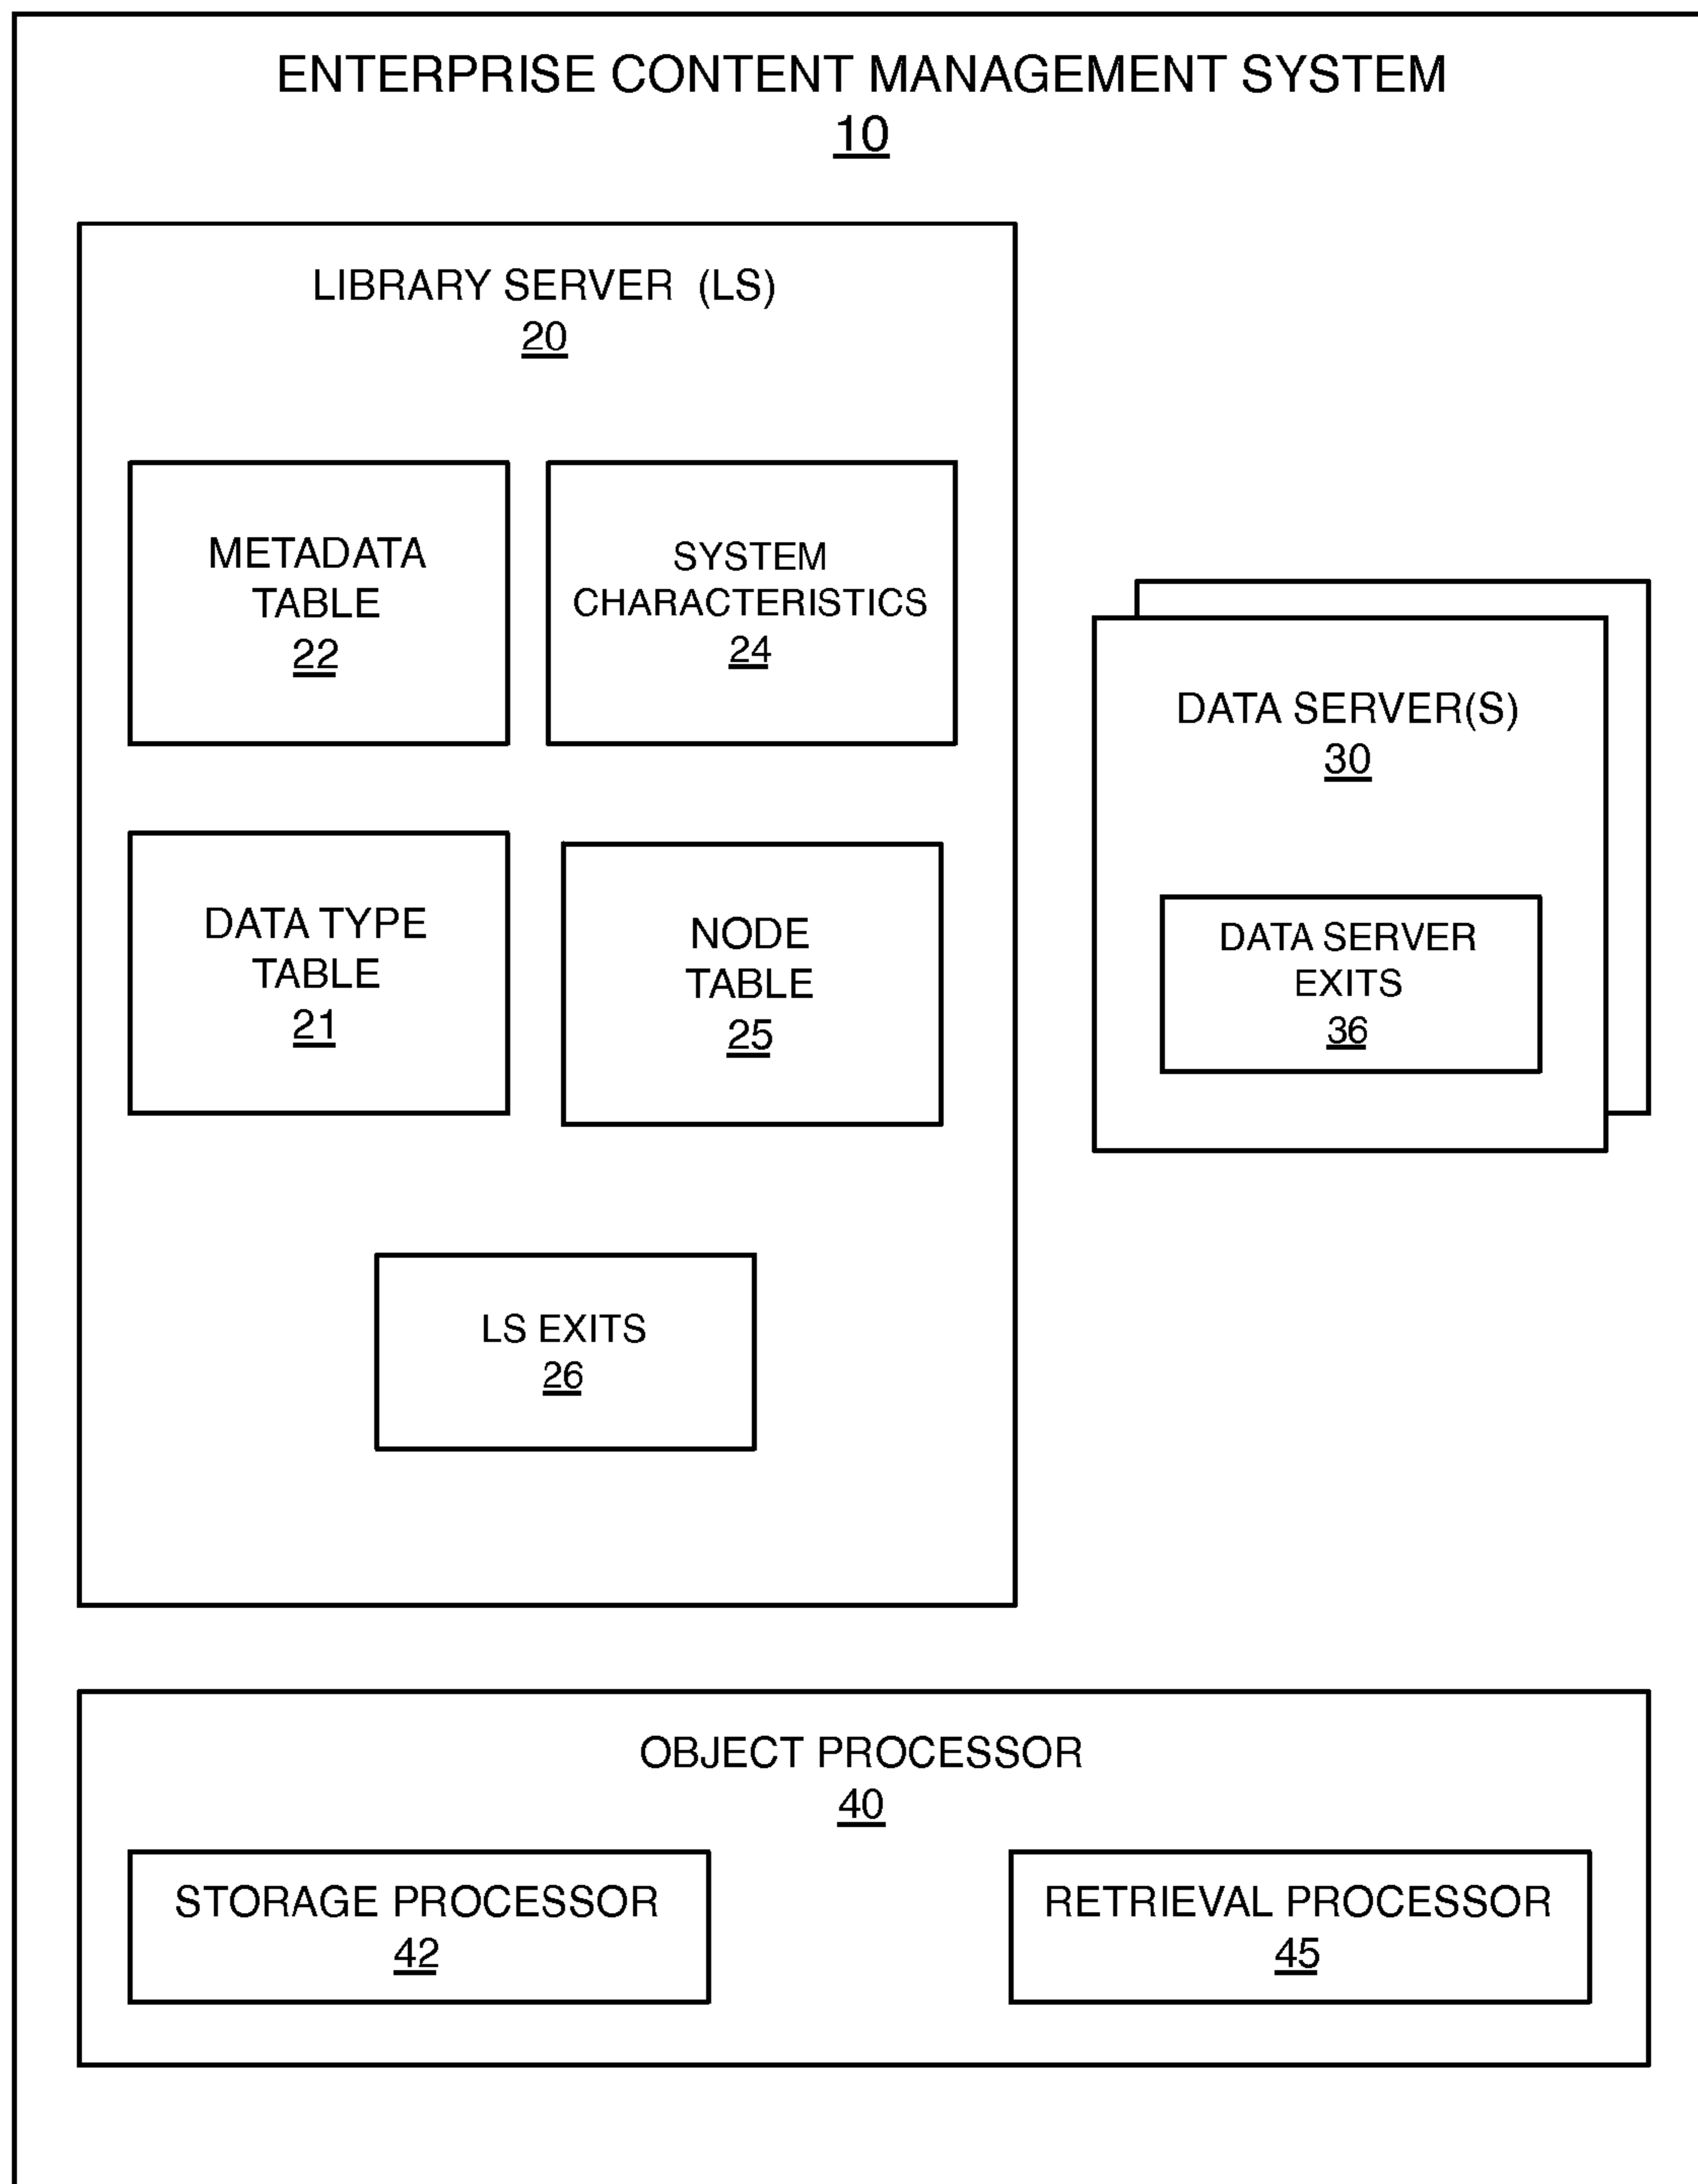 ENTERPRISE CONTENT MANAGEMENT SYSTEM
10
LIBRARY SERVER (LS)
20
METADATA
TABLE
22
SYSTEM
CHARACTERISTICS
24
DATA TYPE
TABLE
21
NODE
TABLE
25
LS EXITS
26
DATA SERVER(S)
30
DATA SERVER
EXITS
36
OBJECT PROCESSOR
40
STORAGE PROCESSOR
42
RETRIEVAL PROCESSOR
45